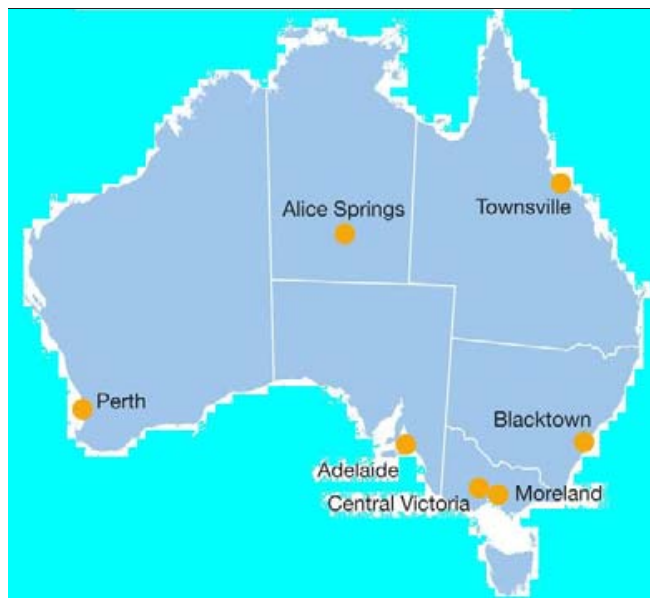 Alice Springs
Townsville
Perth
Blacktown
Adelaide
Central Victoria
Moreland